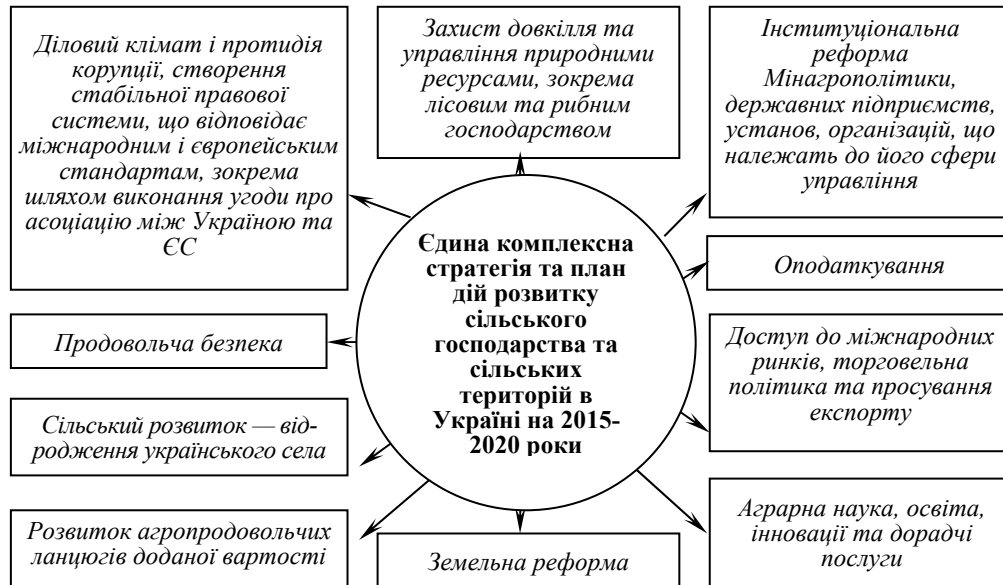 Діловий клімат і протидія
корупції, створення
стабільної правової
системи, що відповідає
міжнародним і європейським
стандартам, зокрема
шляхом виконання угоди про
асоціацію між Україною та
ЄС
Захист довкілля та
управління природними
ресурсами, зокрема
лісовим та рибним
господарством
Інституціональна
реформа
Мінагрополітики,
державних підприємств,
установ, організацій, що
належать до його сфери
управління
Єдина комплексна
стратегія та план
дій розвитку
сільського
господарства та
сільських
територій в
Україні на 2015-
2020 роки
Оподаткування
Продовольча безпека
Доступ до міжнародних
ринків, торговельна
політика та просування
експорту
Сільський розвиток — від-
родження українського села
Розвиток агропродовольчих
ланцюгів доданої вартості
Земельна реформа
Аграрна наука, освіта,
інновації та дорадчі
послуги